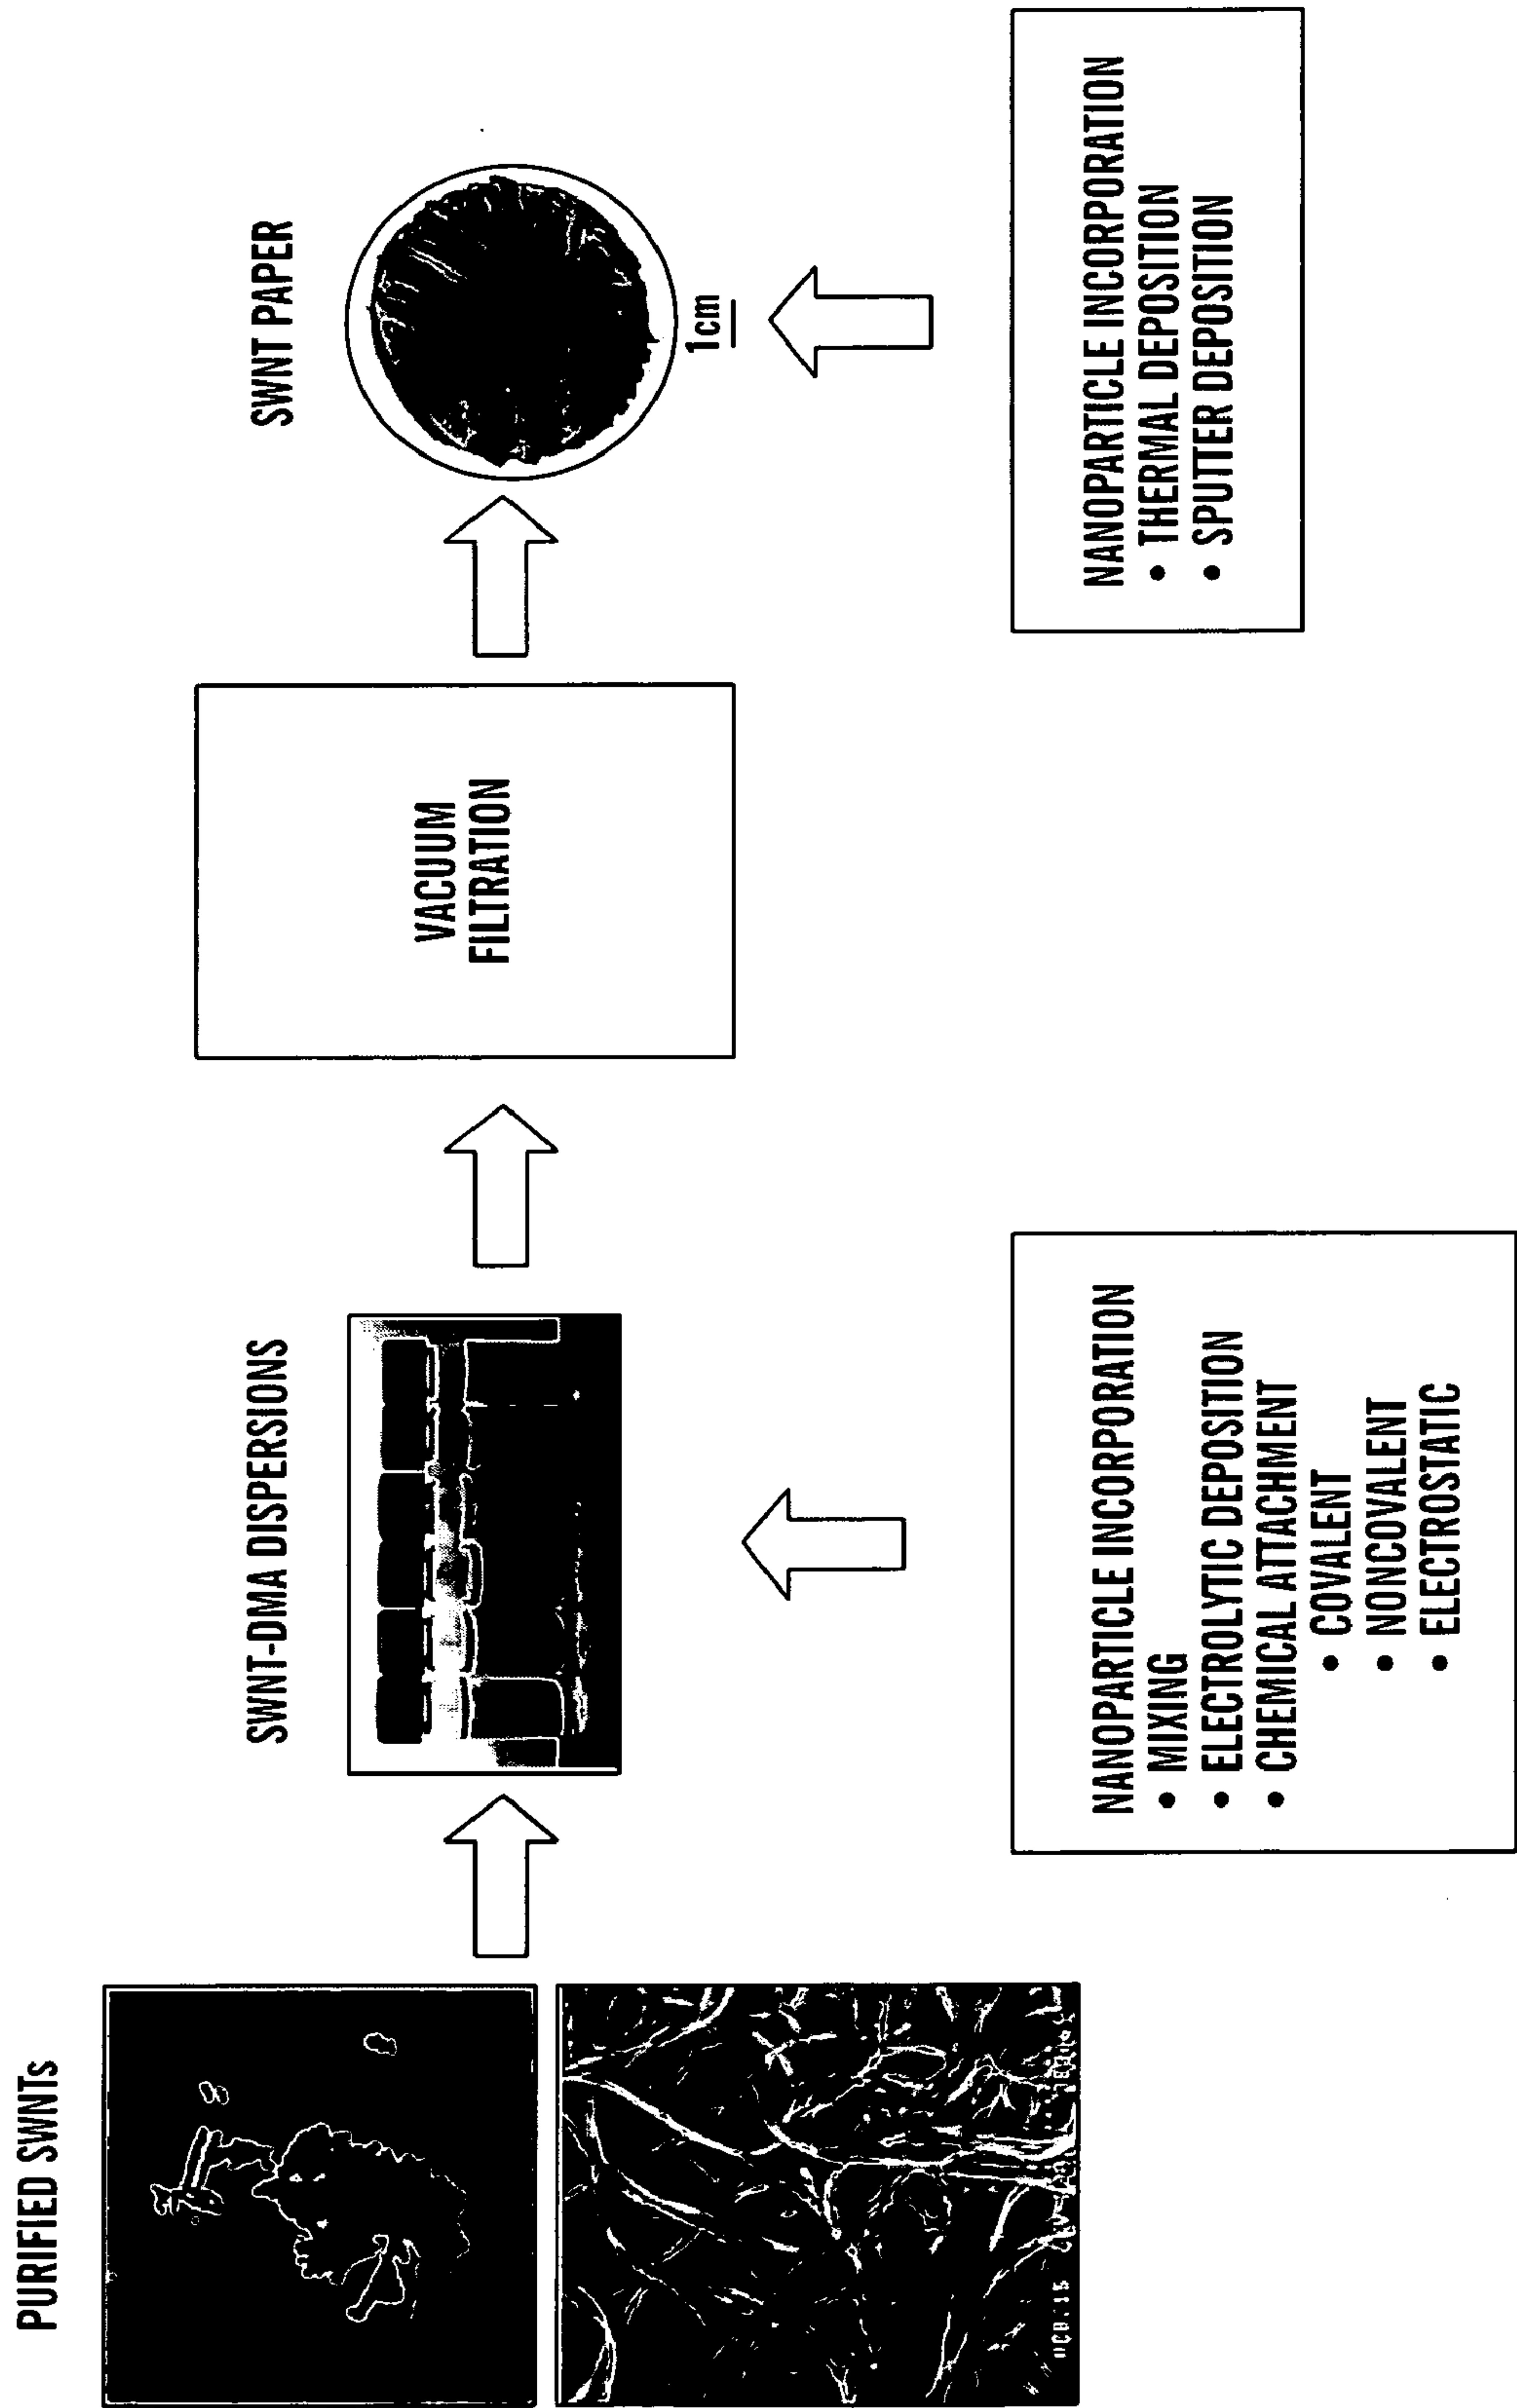 PURIFIED SWNTs
SWNT-DMA DISPERSIONS
VACUUM
FILTRATION
SWNT PAPER
1cm
NANOPARTICLE INCORPORATION
• MIXING
• ELECTROLYTIC DEPOSITION
• CHEMICAL ATTACHMENT
• COVALENT
• NONCOVALENT
• ELECTROSTATIC
NANOPARTICLE INCORPORATION
• THERMAL DEPOSITION
• SPUTTER DEPOSITION